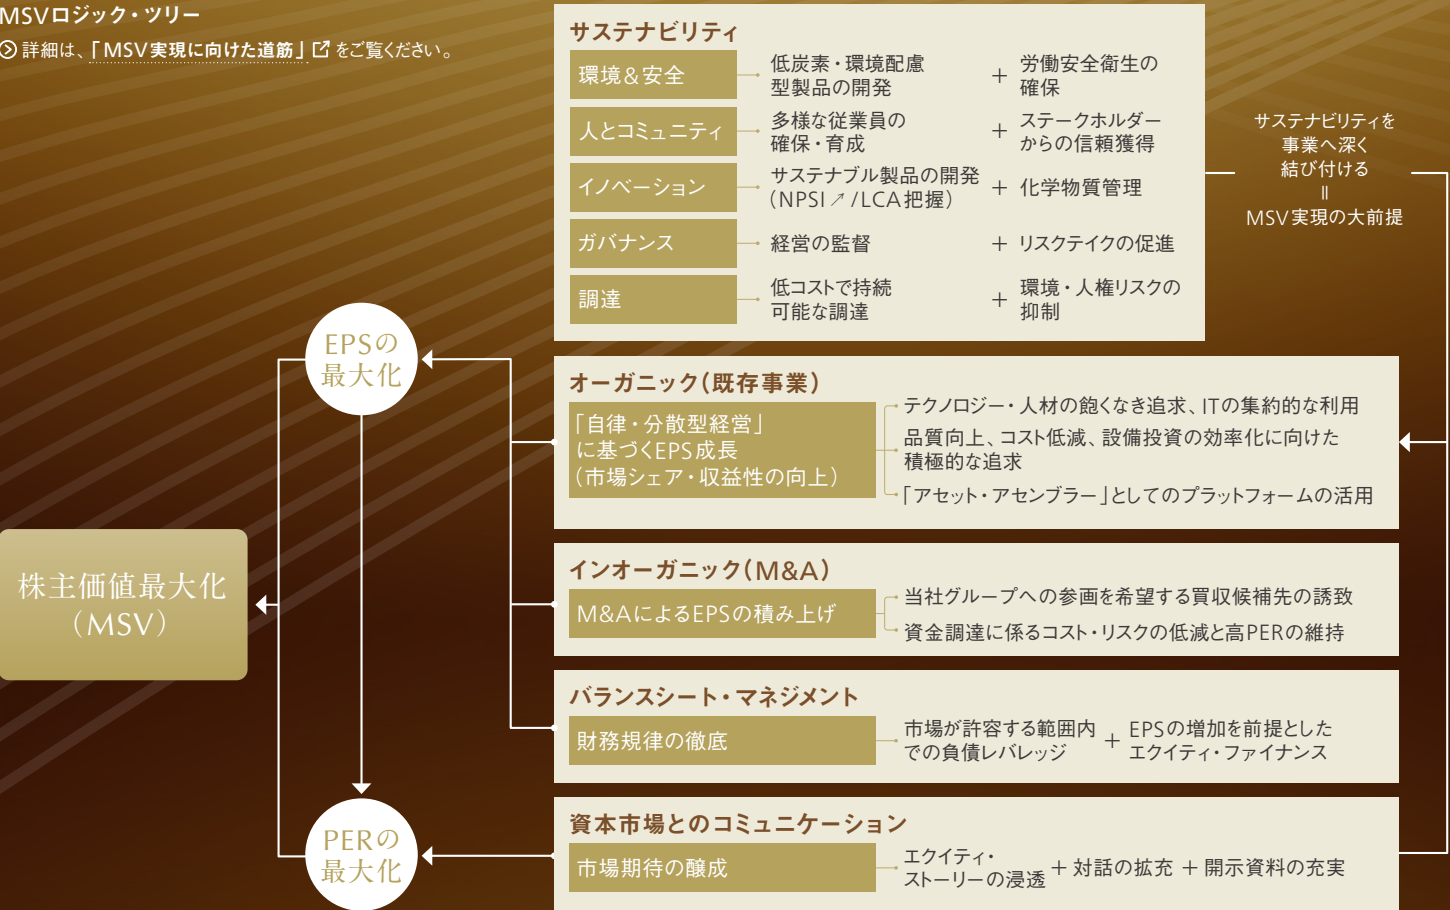 MSVロジック・ツリー
詳細は、「MSV実現に向けた道筋」をご覧ください。
サステナビリティ
環境&安全
低炭素・環境配慮
型製品の開発
+
労働安全衛生の
確保
人とコミュニティ
多様な従業員の
確保・育成
+
ステークホルダー
からの信頼獲得
イノベーション
サステナブル製品の開発
(NPSI↗/LCA把握)
+
化学物質管理
ガバナンス
経営の監督
+
リスクテイクの促進
調達
低コストで持続
可能な調達
+
環境・人権リスクの
抑制
サステナビリティを
事業へ深く
結び付ける
॥
MSV実現の大前提
EPSの
最大化
オーガニック(既存事業)
「自律・分散型経営」
に基づくEPS成長
(市場シェア・収益性の向上)
テクノロジー・人材の飽くなき追求、ITの集約的な利用
品質向上、コスト低減、設備投資の効率化に向けた
積極的な追求
「アセット・アセンブラー」としてのプラットフォームの活用
株主価値最大化
(MSV)
インオーガニック(M&A)
M&AによるEPSの積み上げ
当社グループへの参画を希望する買収候補先の誘致
資金調達に係るコスト・リスクの低減と高PERの維持
バランスシート・マネジメント
財務規律の徹底
市場が許容する範囲内
での負債レバレッジ
+
EPSの増加を前提とした
エクイティ・ファイナンス
PERの
最大化
資本市場とのコミュニケーション
市場期待の醸成
エクイティ・
ストーリーの浸透
+ 対話の拡充 + 開示資料の充実